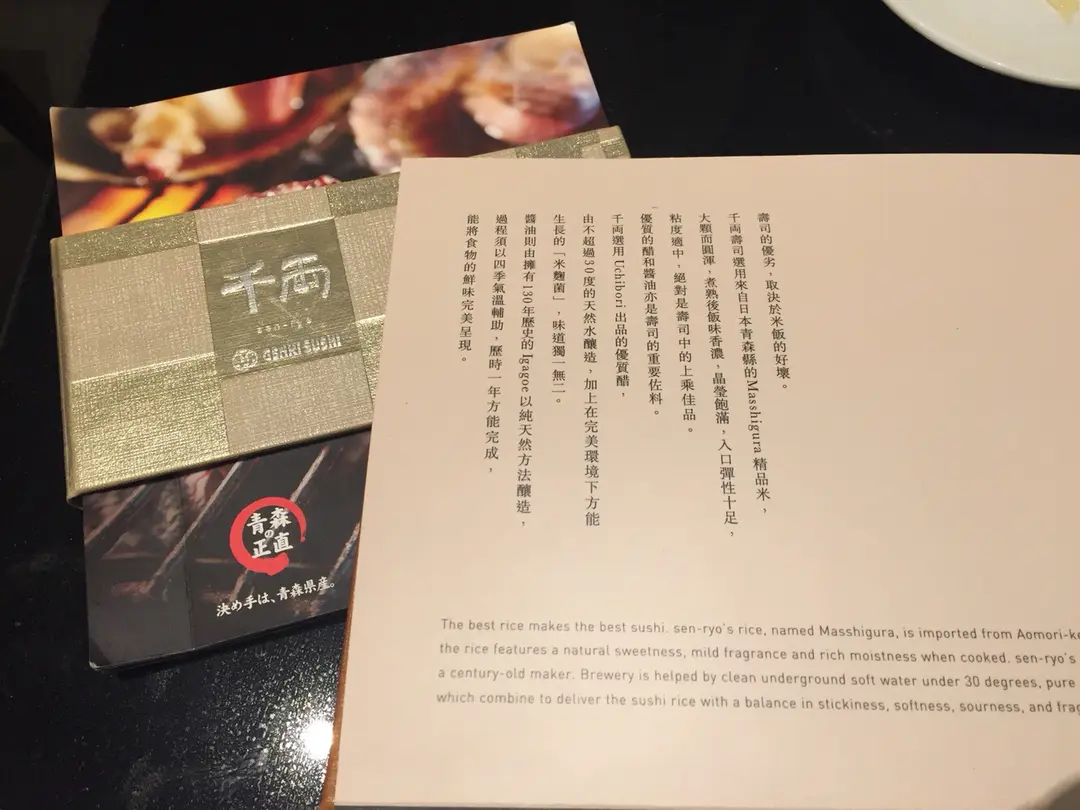 千両
sen-ryo
OSAKI SUSHI
青森
の
正直
決め手は、青森県産。
壽司的優劣，取決於米飯的好壞。
千両壽司選用來自日本青森縣的Masshigura 精品米，
大顆而圓渾，煮熟後飯味香濃，晶瑩飽滿，入口彈性十足，
粘度適中，絕對是壽司中的上乘佳品。
優質的醋和醬油亦是壽司的重要佐料。
千両選用 Uchibori 出品的優質醋，
由不超過30度的天然水釀造，加上在完美環境下方能
生長的「米麴菌」，味道獨一無二。
醬油則由擁有130年歷史的 Igagoe 以純天然方法釀造，
過程須以四季氣溫輔助，歷時一年方能完成，
能將食物的鮮味完美呈現。
The best rice makes the best sushi. sen-ryo's rice, named Masshigura, is imported from Aomori-ke
the rice features a natural sweetness, mild fragrance and rich moistness when cooked. sen-ryo's
a century-old maker. Brewery is helped by clean underground soft water under 30 degrees, pure
which combine to deliver the sushi rice with a balance in stickiness, softness, sourness, and frag